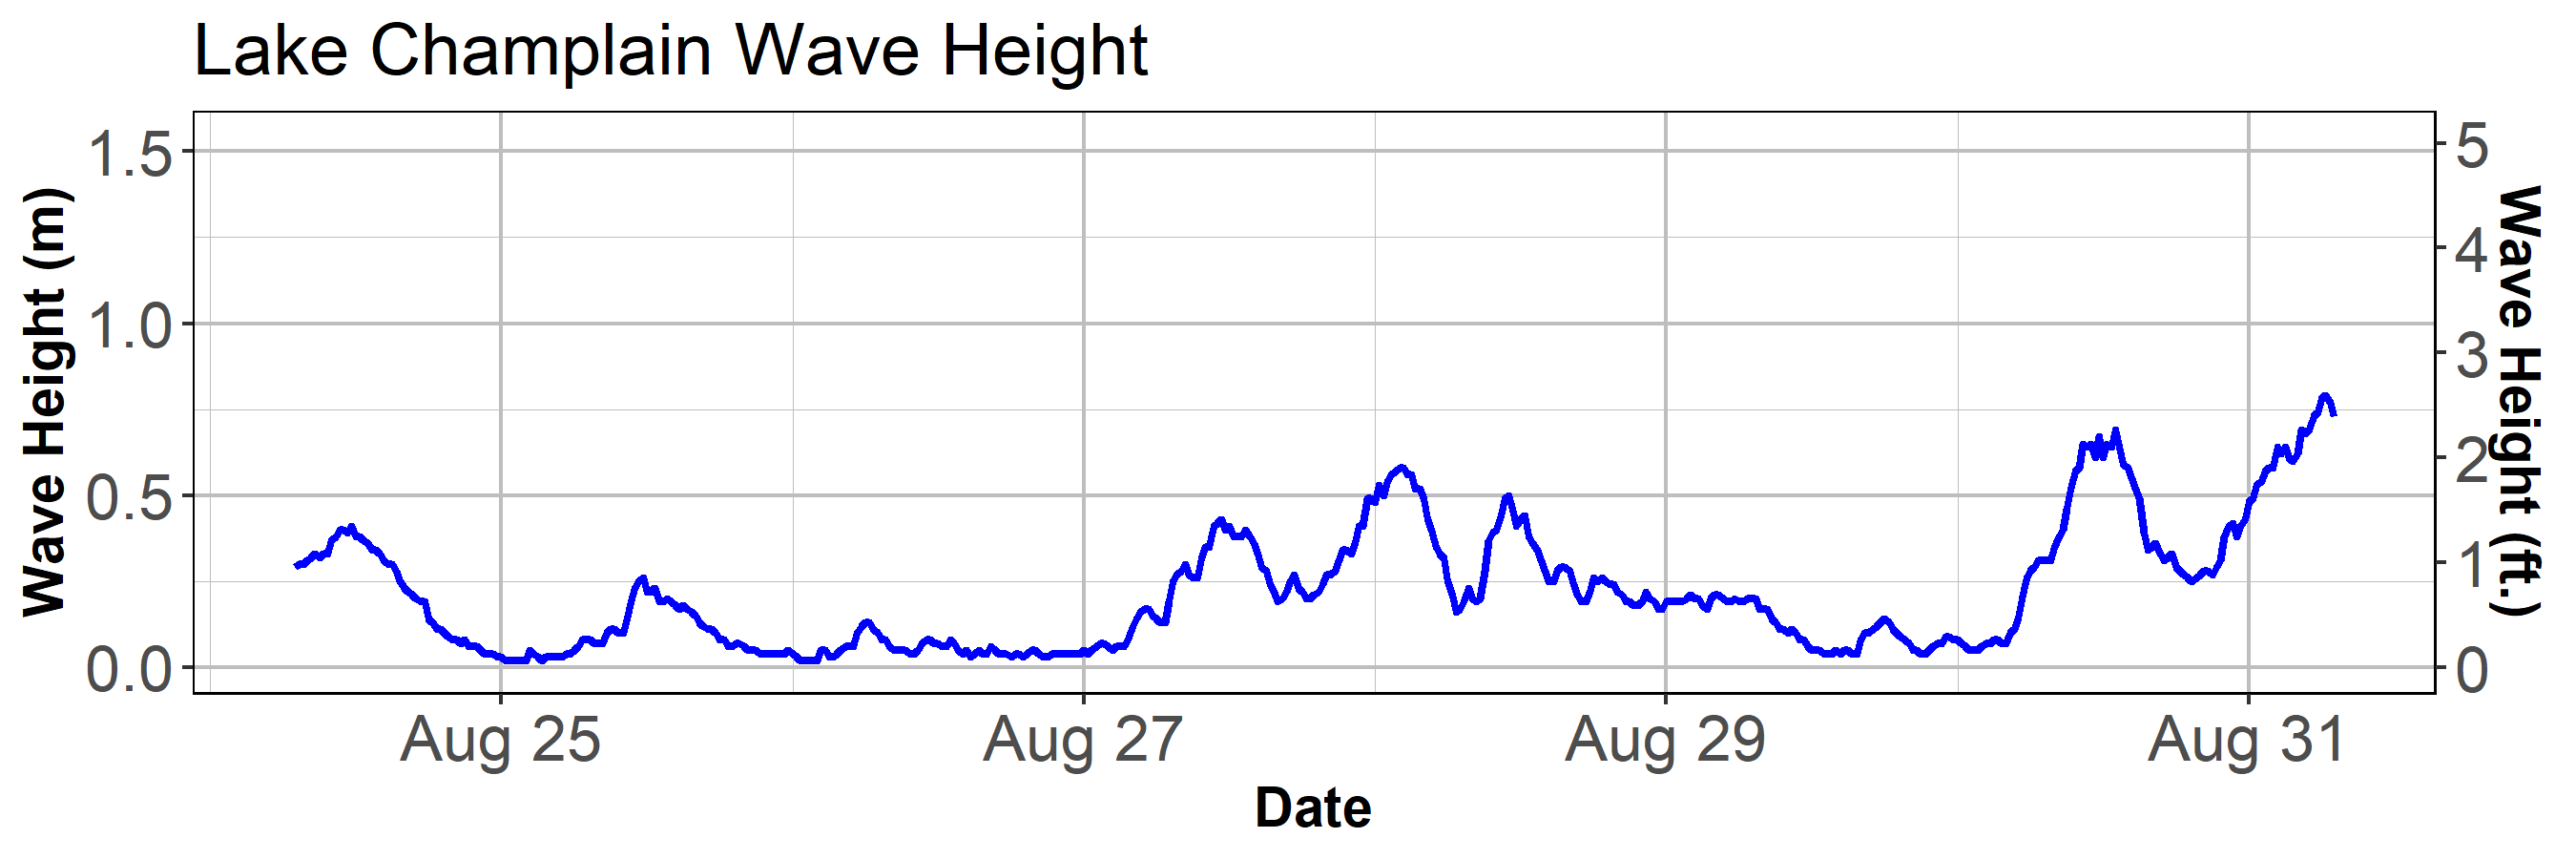 Lake Champlain Wave Height
Wave Height (m)
1.5
1.0
0.5
0.0
5
4
3
2
1
0
Wave Height (ft.)
Aug 25 Aug 27 Aug 29 Aug 31
Date